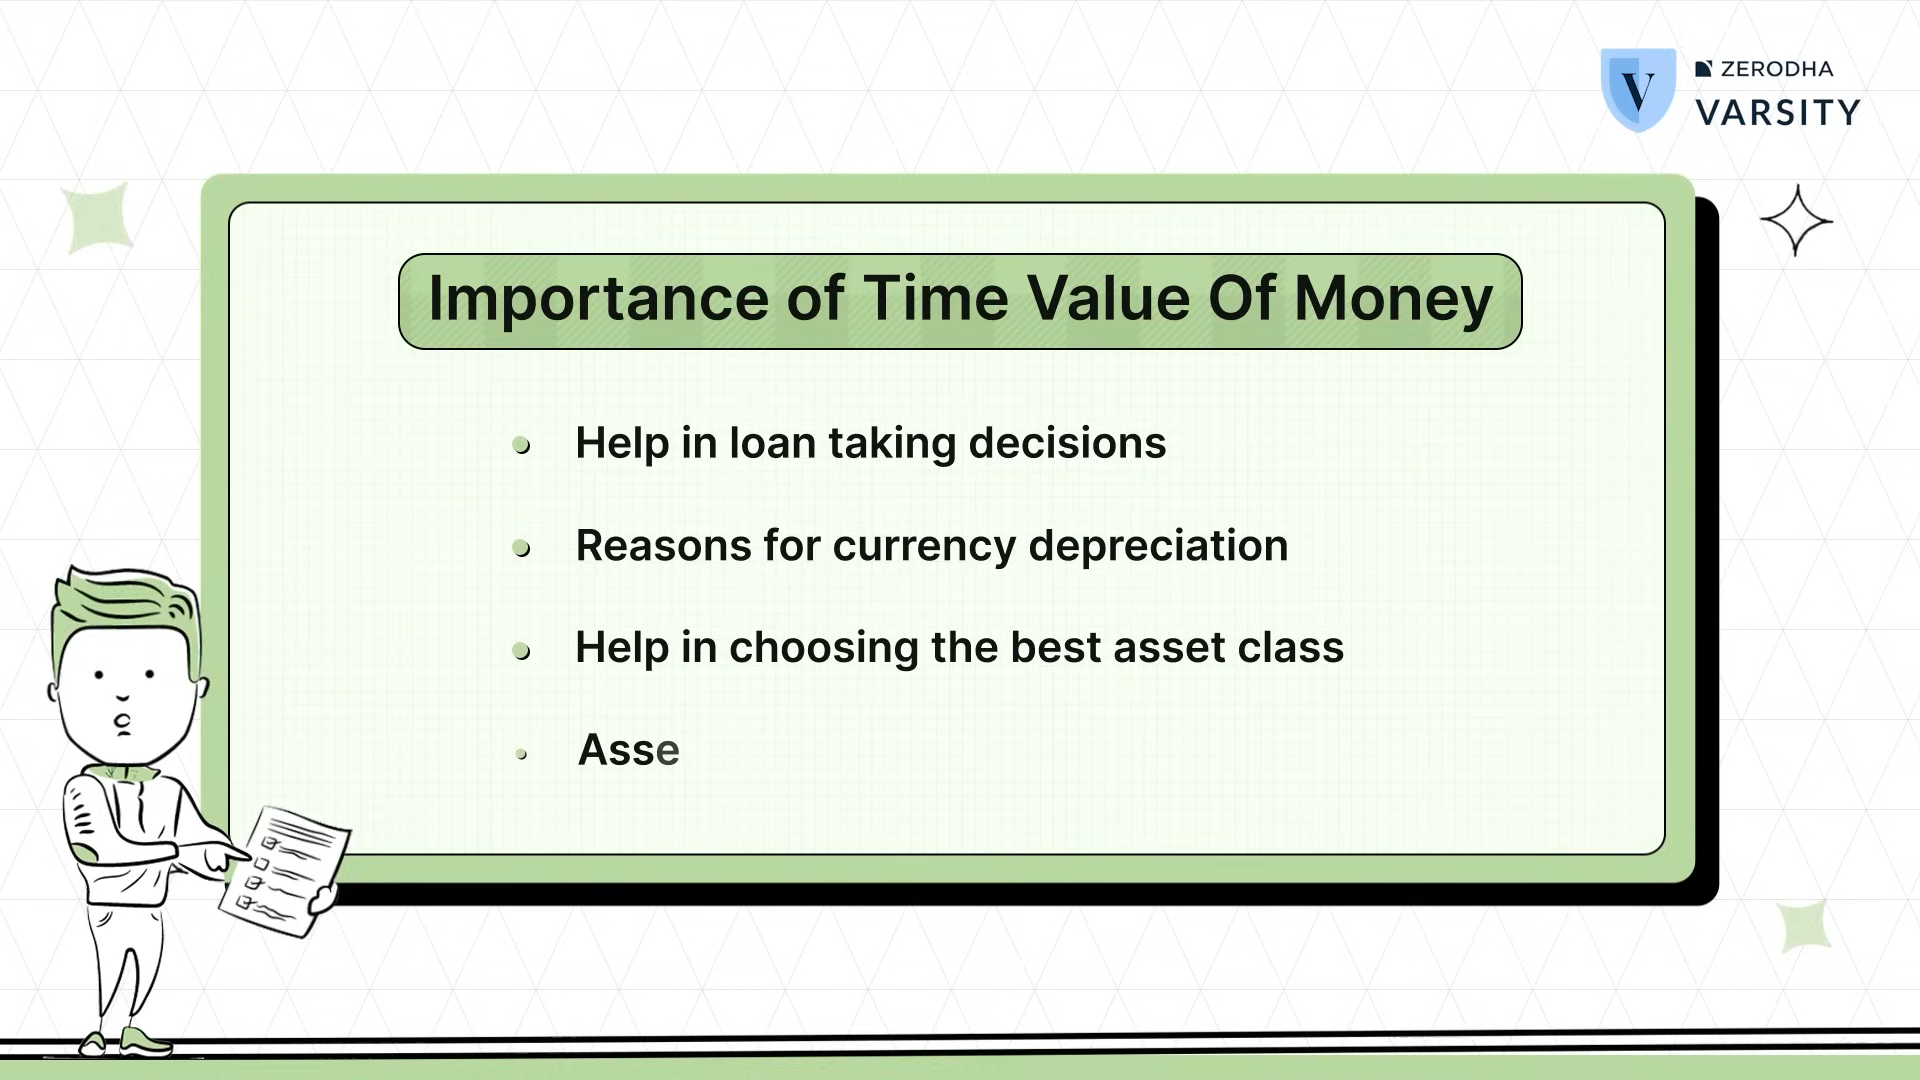 V
ZERODHA
VARSITY
Importance of Time Value Of Money
Help in loan taking decisions
Reasons for currency depreciation
Help in choosing the best asset class
Asse